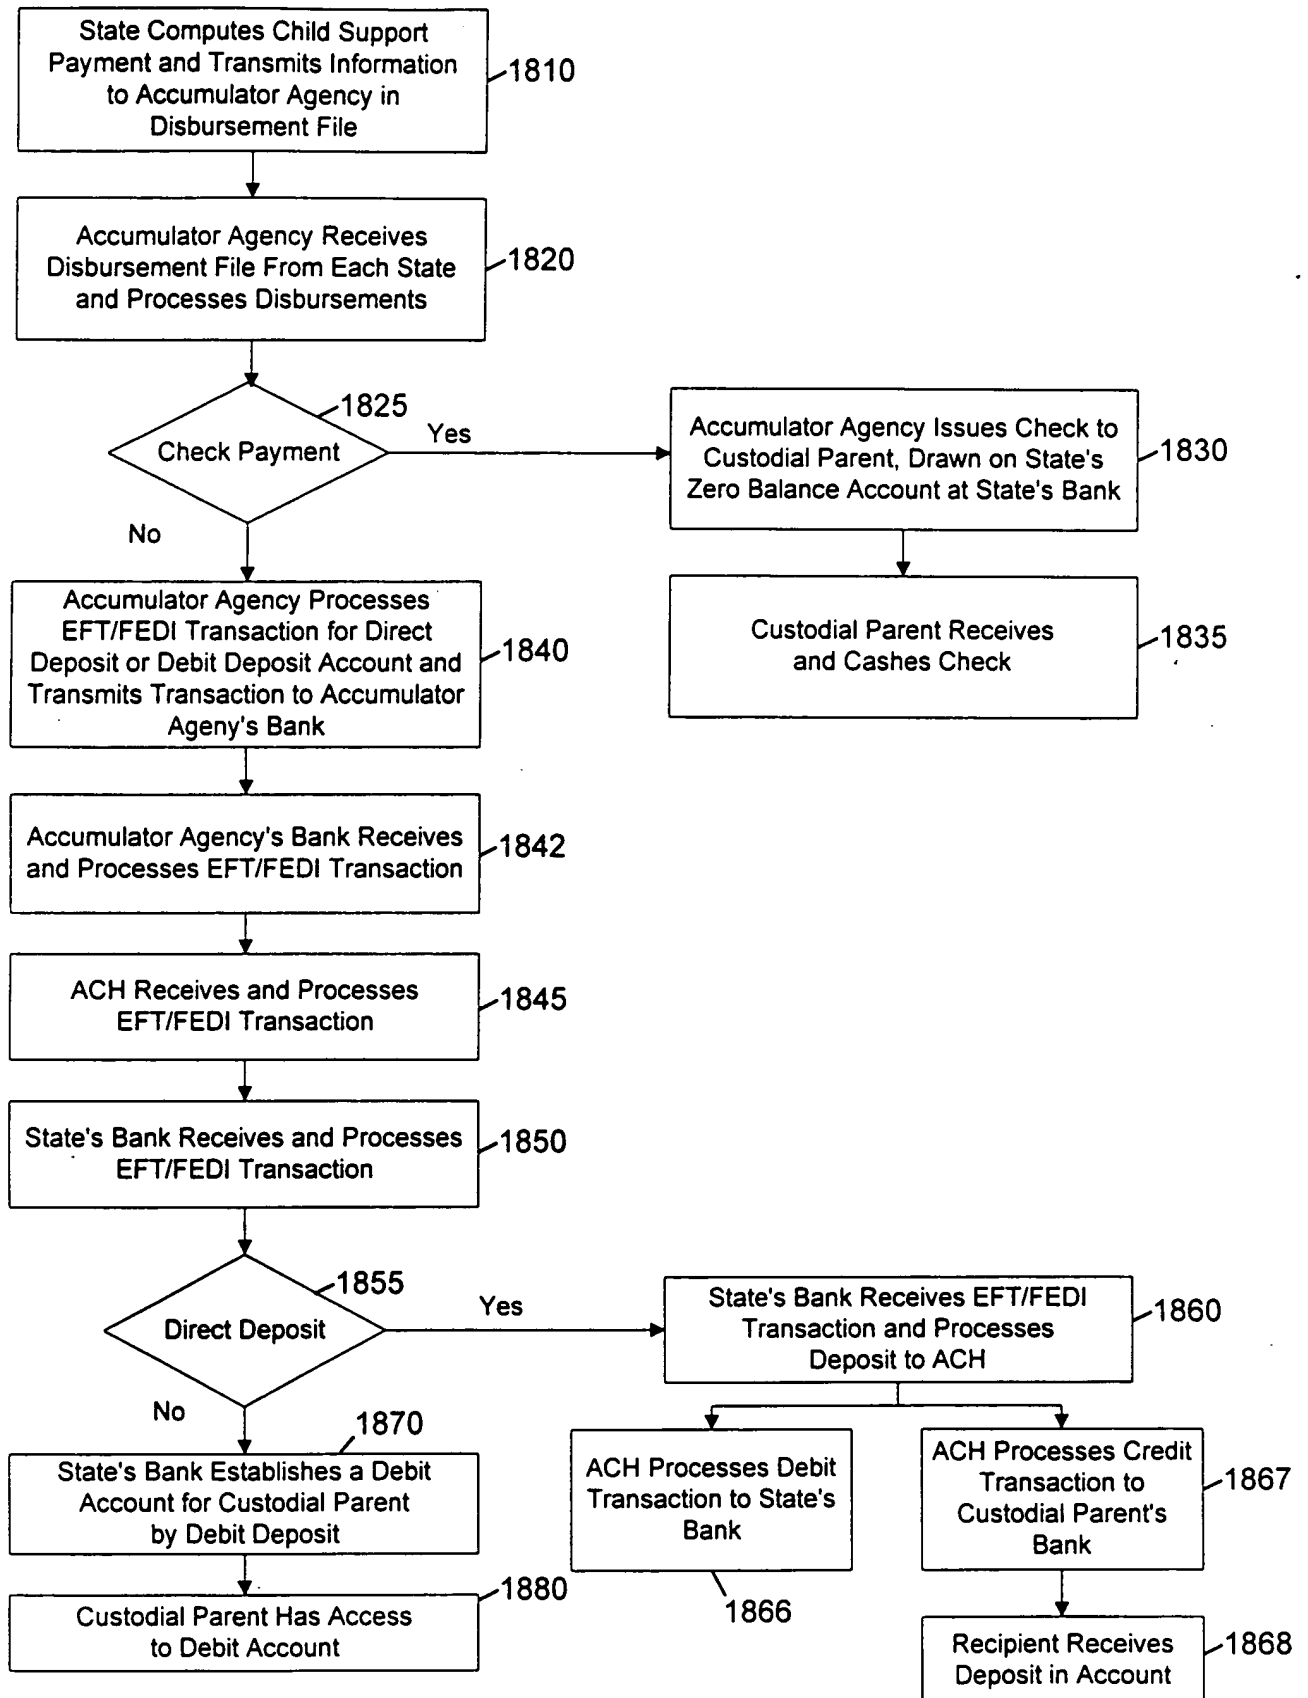 State Computes Child Support
Payment and Transmits Information
to Accumulator Agency in
Disbursement File
1810
Accumulator Agency Receives
Disbursement File From Each State
and Processes Disbursements
1820
1825
Check Payment
Yes
No
Accumulator Agency Issues Check to
Custodial Parent, Drawn on State's
Zero Balance Account at State's Bank
1830
Custodial Parent Receives
and Cashes Check
1835
Accumulator Agency Processes
EFT/FEDI Transaction for Direct
Deposit or Debit Deposit Account and
Transmits Transaction to Accumulator
Ageny's Bank
1840
Accumulator Agency's Bank Receives
and Processes EFT/FEDI Transaction
1842
ACH Receives and Processes
EFT/FEDI Transaction
1845
State's Bank Receives and Processes
EFT/FEDI Transaction
1850
1855
Direct Deposit
Yes
No
State's Bank Receives EFT/FEDI
Transaction and Processes
Deposit to ACH
1860
ACH Processes Debit
Transaction to State's
Bank
1866
ACH Processes Credit
Transaction to
Custodial Parent's
Bank
1867
Recipient Receives
Deposit in Account
1868
1870
State's Bank Establishes a Debit
Account for Custodial Parent
by Debit Deposit
Custodial Parent Has Access
to Debit Account
1880